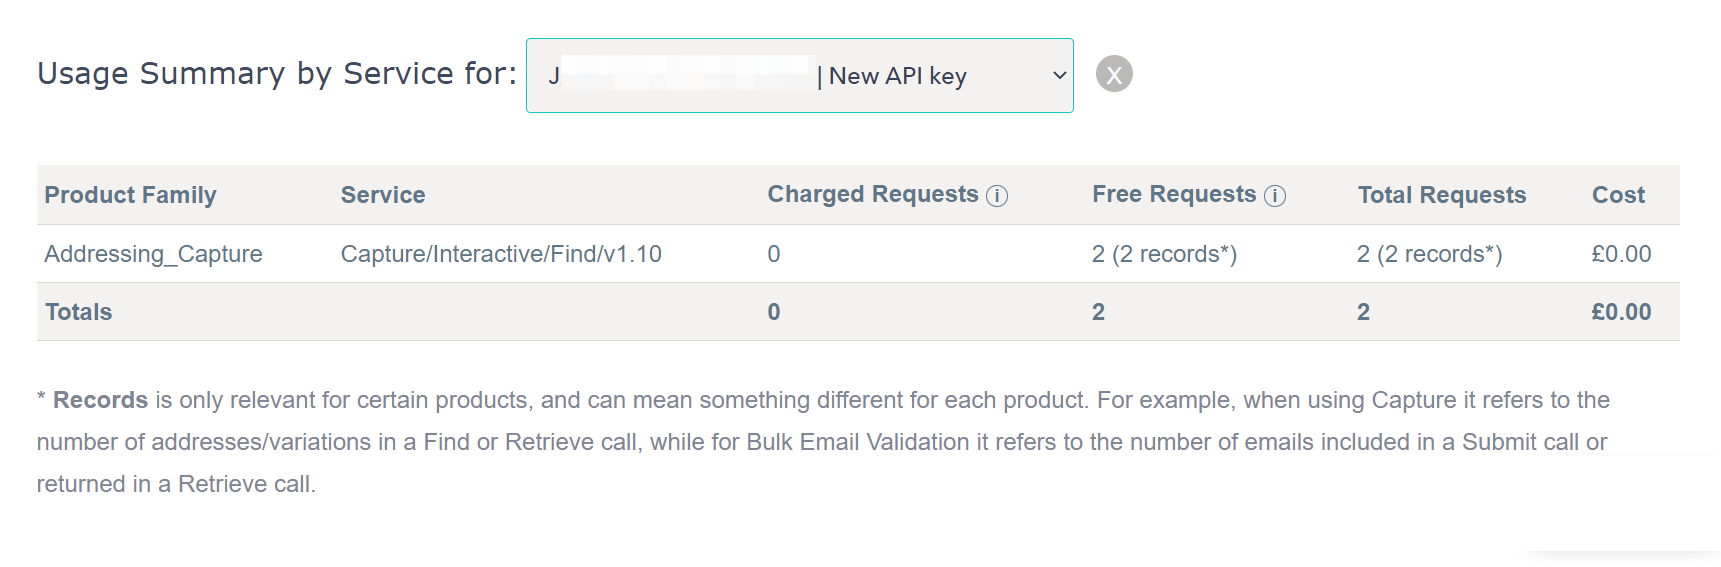 Usage Summary by Service for: | New API key X
Product Family Service Charged Requests i Free Requests i Total Requests Cost
Addressing_Capture Capture/Interactive/Find/v1.10 0 2 (2 records*) 2 (2 records*) £0.00
Totals 0 2 2 £0.00
* Records is only relevant for certain products, and can mean something different for each product. For example, when using Capture it refers to the
number of addresses/variations in a Find or Retrieve call, while for Bulk Email Validation it refers to the number of emails included in a Submit call or
returned in a Retrieve call.